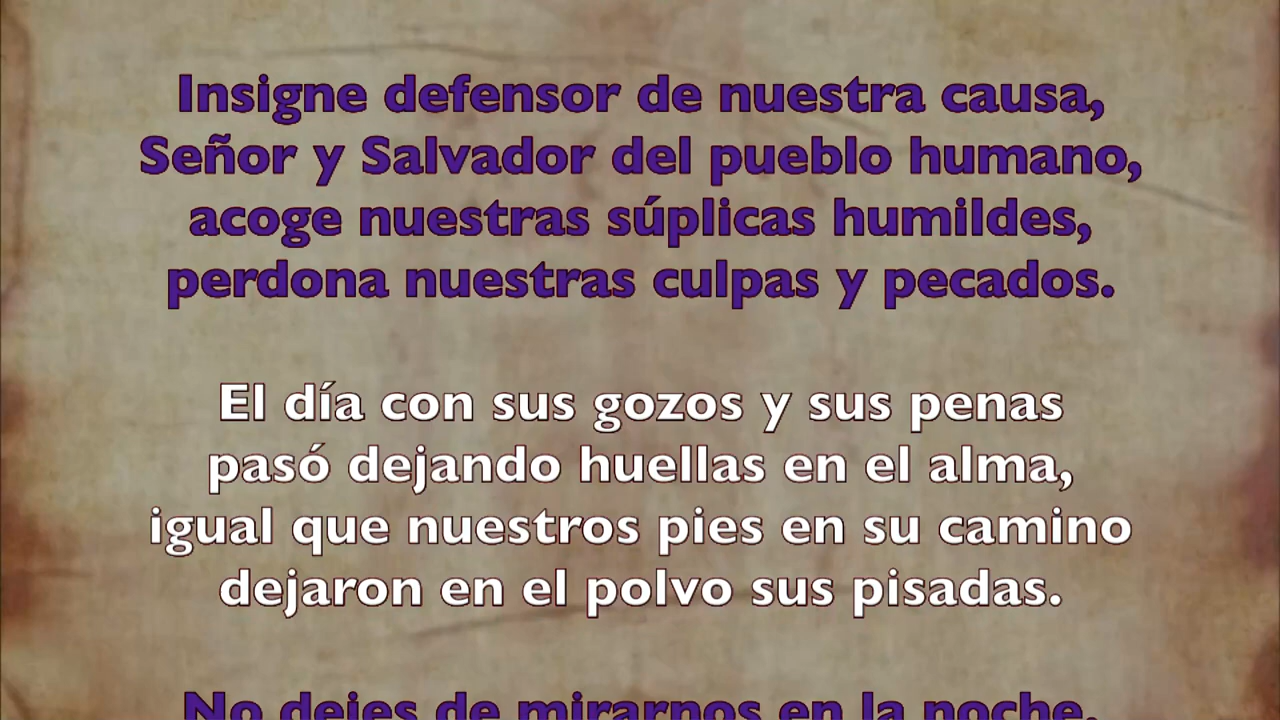 Insigne defensor de nuestra causa,
Señor y Salvador del pueblo humano,
acoge nuestras súplicas humildes,
perdona nuestras culpas y pecados.
El día con sus gozos y sus penas
pasó dejando huellas en el alma,
igual que nuestros pies en su camino
dejaron en el polvo sus pisadas.
No dejes de mirarnos en la noche,